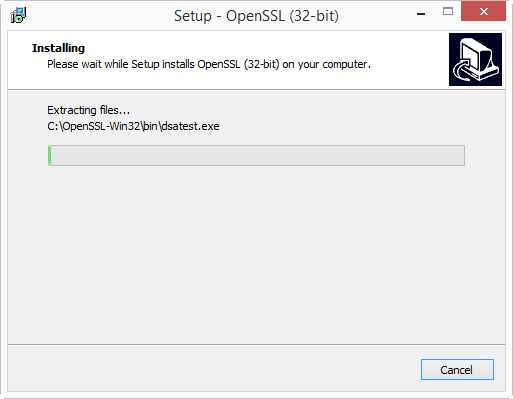 Setup - OpenSSL (32-bit)
Installing
Please wait while Setup installs OpenSSL (32-bit) on your computer.
Extracting files...
C:\OpenSSL-Win32\bin\dsatest.exe
Cancel